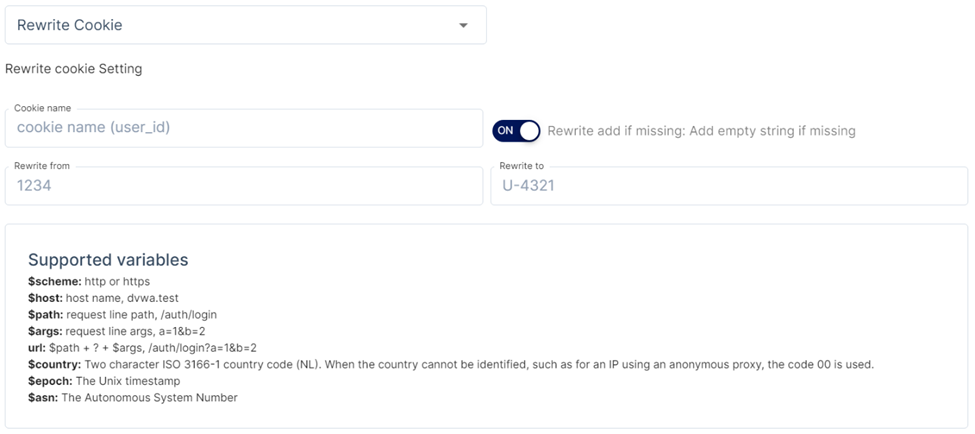 Rewrite Cookie
Rewrite cookie Setting
Cookie name
cookie name (user_id)
ON Rewrite add if missing: Add empty string if missing
Rewrite from
1234
Rewrite to
U-4321
Supported variables
$scheme: http or https
$host: host name, dvwa.test
$path: request line path, /auth/login
$args: request line args, a=1&b=2
url: $path + ? + $args, /auth/login?a=1&b=2
$country: Two character ISO 3166-1 country code (NL). When the country cannot be identified, such as for an IP using an anonymous proxy, the code 00 is used.
$epoch: The Unix timestamp
$asn: The Autonomous System Number